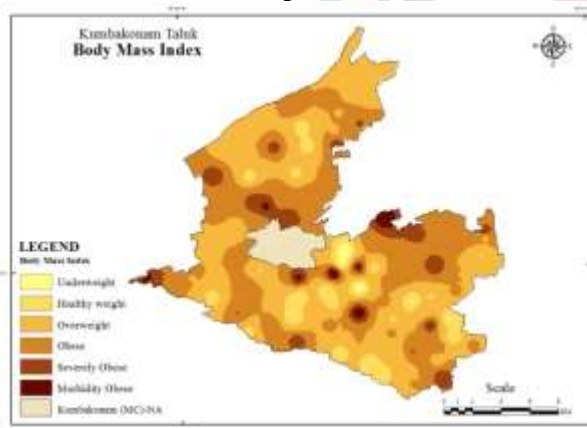 Kumbakonam Taluk
Body Mass Index
LEGEND
Body Mass Index
Underweight
Healthy weight
Overweight
Obese
Severely Obese
Morbidity Obese
Kumbakonam (MC)-NA
Scale